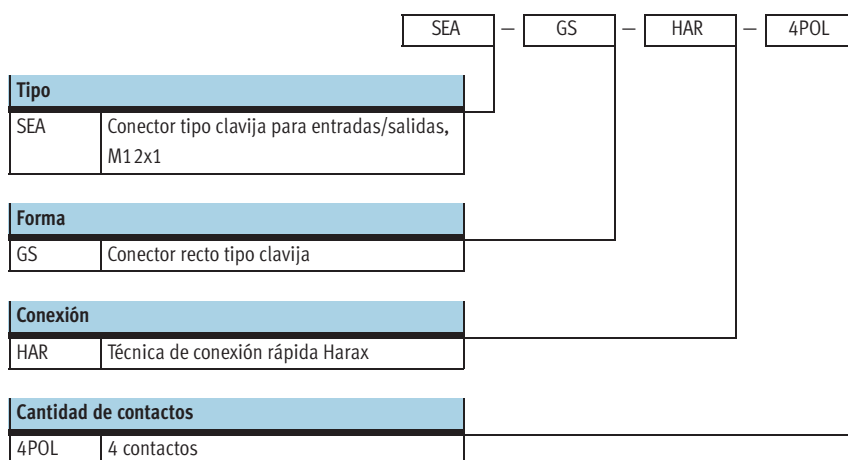 SEA – GS – HAR – 4POL
Tipo
SEA Conector tipo clavija para entradas/salidas,
M12x1
Forma
GS Conector recto tipo clavija
Conexión
HAR Técnica de conexión rápida Harax
Cantidad de contactos
4POL 4 contactos